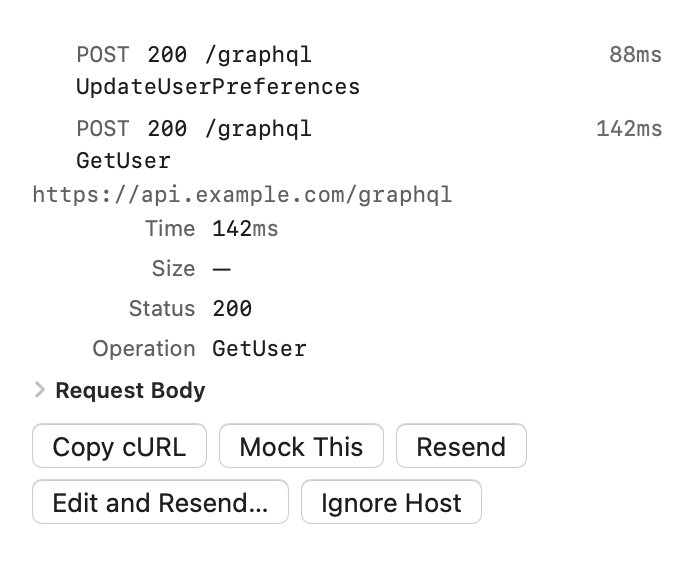 POST 200 /graphql 88ms
UpdateUserPreferences
POST 200 /graphql 142ms
GetUser
https://api.example.com/graphql
Time 142ms
Size —
Status 200
Operation GetUser
Request Body
Copy cURL Mock This Resend
Edit and Resend... Ignore Host